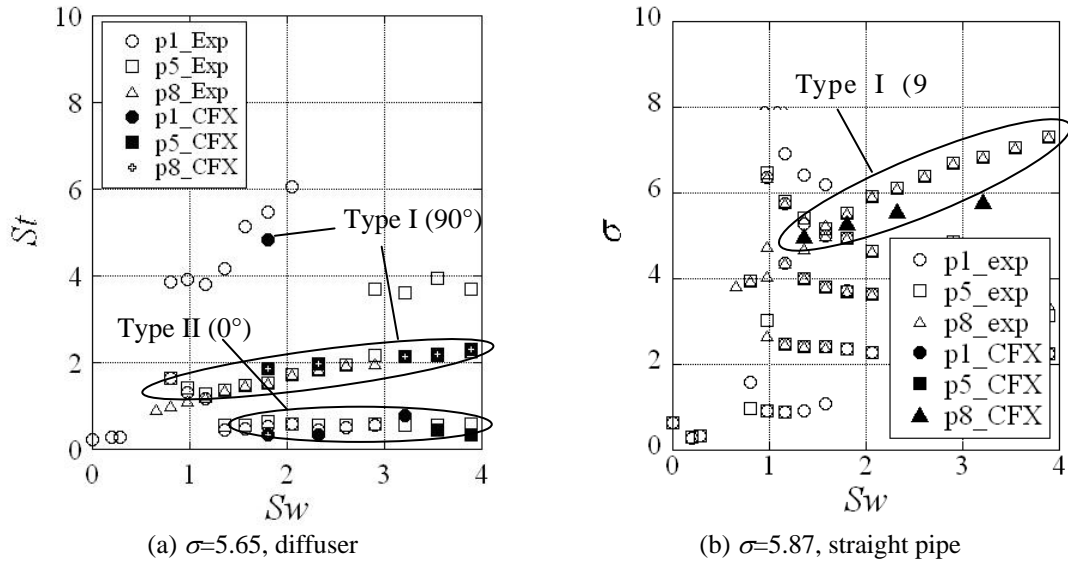 10
8
6
4
2
0
St
0
1
2
3
4
Sw
p1_Exp
p5_Exp
p8_Exp
p1_CFX
p5_CFX
p8_CFX
Type I (90°)
Type II (0°)
(a) σ=5.65, diffuser
10
8
6
4
2
0
σ
0
1
2
3
4
Sw
Type I (9
p1_exp
p5_exp
p8_exp
p1_CFX
p5_CFX
p8_CFX
(b) σ=5.87, straight pipe